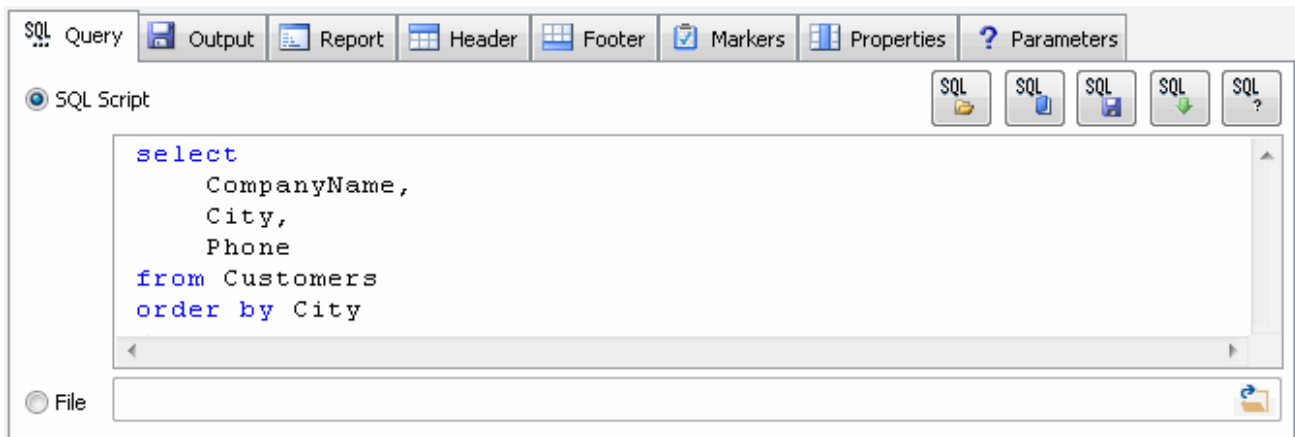 SQL Query Output Report Header Footer Markers Properties ? Parameters
SQL Script SQL SQL SQL SQL SQL ?
select
CompanyName,
City,
Phone
from Customers
order by City
File